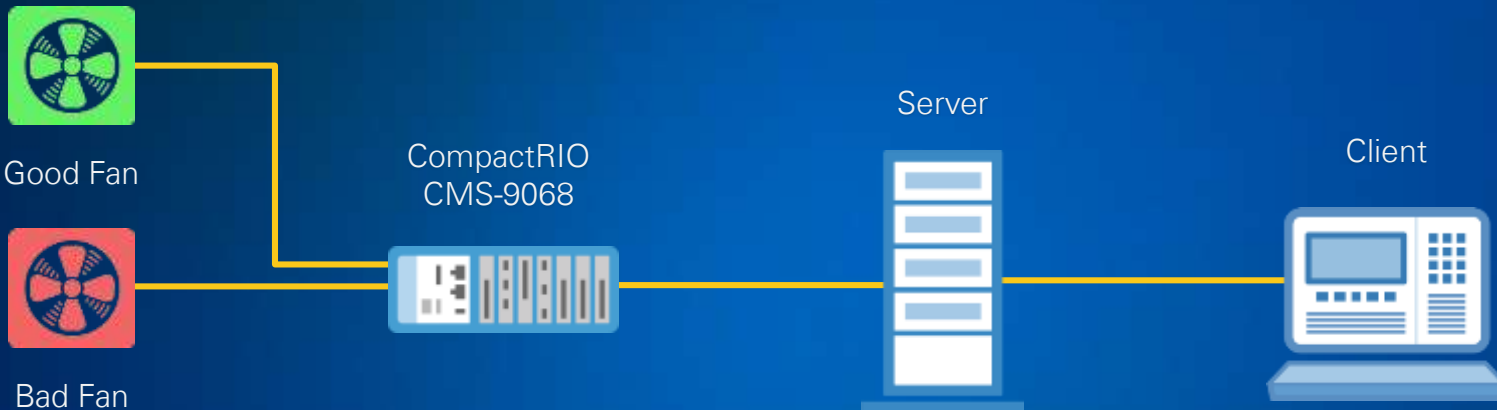 Good Fan
Bad Fan
CompactRIO
CMS-9068
Server
Client